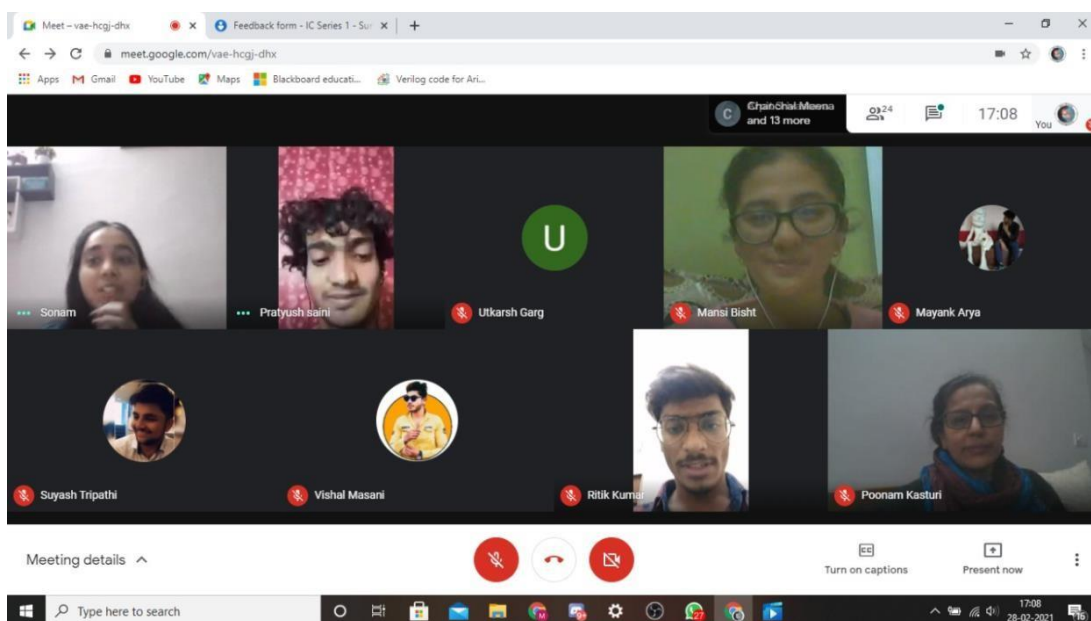 Meet – vae-hcgj-dhx
Feedback form - IC Series 1 - Sur
meet.google.com/vae-hcgj-dhx
Apps
Gmail
YouTube
Maps
Blackboard educati...
Verilog code for Ari...
C
and 13 more
24
17:08
You
Sonam
Pratyush saini
U
Utkarsh Garg
Mansi Bisht
Mayank Arya
Suyash Tripathi
Vishal Masani
Ritik Kumar
Poonam Kasturi
Meeting details
CC
Turn on captions
Present now
Type here to search
27
17:08
28-02-2021
16